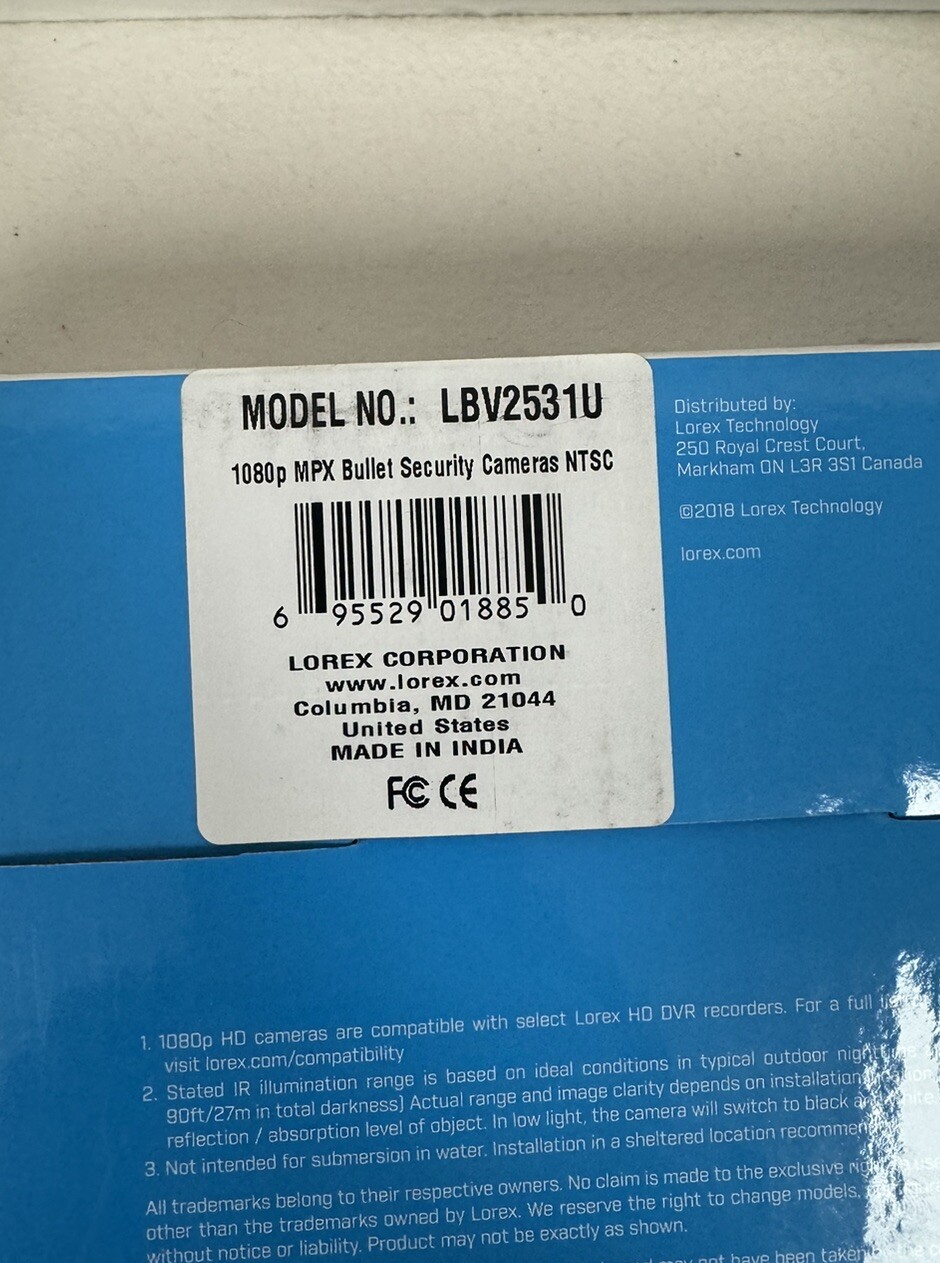 MODEL NO.: LBV2531U
1080p MPX Bullet Security Cameras NTSC
6 95529 01885 0
LOREX CORPORATION
www.lorex.com
Columbia, MD 21044
United States
MADE IN INDIA
FC CE
Distributed by:
Lorex Technology
250 Royal Crest Court,
Markham ON L3R 3S1 Canada
©2018 Lorex Technology
lorex.com
1. 1080p HD cameras are compatible with select Lorex HD DVR recorders. For a full
visit lorex.com/compatibility
2. Stated IR illumination range is based on ideal conditions in typical outdoor
90ft/27m in total darkness) Actual range and image clarity depends on installation
reflection / absorption level of object. In low light, the camera will switch to black
3. Not intended for submersion in water. Installation in a sheltered location
All trademarks belong to their respective owners. No claim is made to the exclusive
other than the trademarks owned by Lorex. We reserve the right to change models,
without notice or liability. Product may not be exactly as shown.
not have been taken